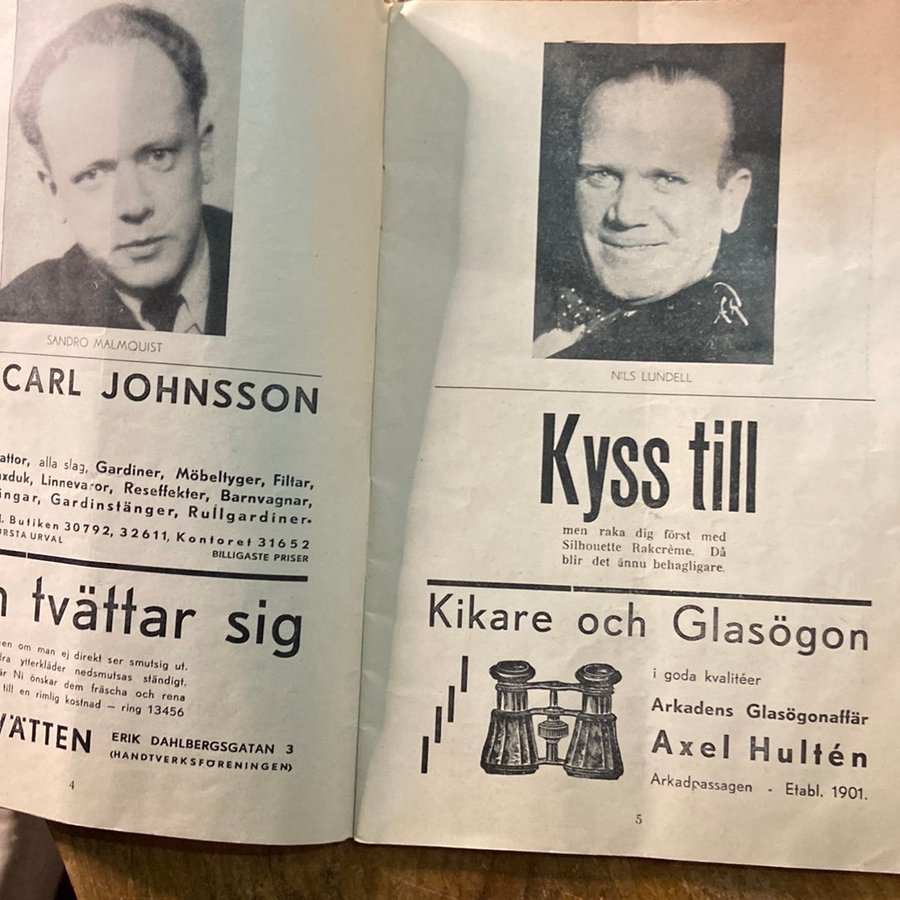 SANDRO MALMQUIST
CARL JOHNSSON
alla slag, Gardiner, Möbeltyger, Filtar,
Linnevaror, Reseffekter, Barnvagnar,
Gardinstänger, Rullgardiner.
Butiken 30792, 32611, Kontoret 31652
URVAL
BILLIGASTE PRISER
tvättar sig
om man ej direkt ser smutsig ut.
ytterkläder nedsmutsas ständigt.
Ni önskar dem fräscha och rena
till en rimlig kostnad — ring 13456
ERIK DAHLBERGSGATAN 3
(HANDTVERKSFÖRENINGEN)
4
NILS LUNDELL
Kyss till
men raka dig först med
Silhouette Rakcrème. Då
blir det ännu behagligare.
Kikare och Glasögon
i goda kvalitéer
Arkadens Glasögonaffär
Axel Hultén
Arkadpassagen - Etabl. 1901.
5